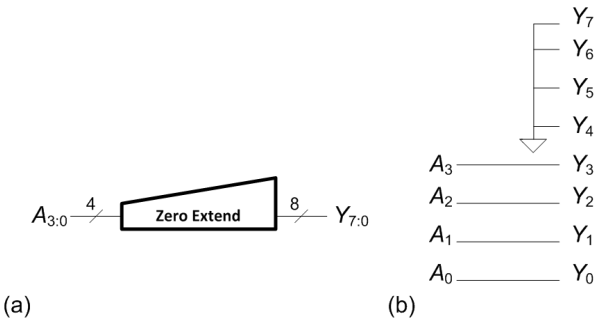 4
8
A3:0
Zero Extend
Y7:0
(a)
Y7
Y6
Y5
Y4
A3 Y3
A2 Y2
A1 Y1
A0 Y0
(b)